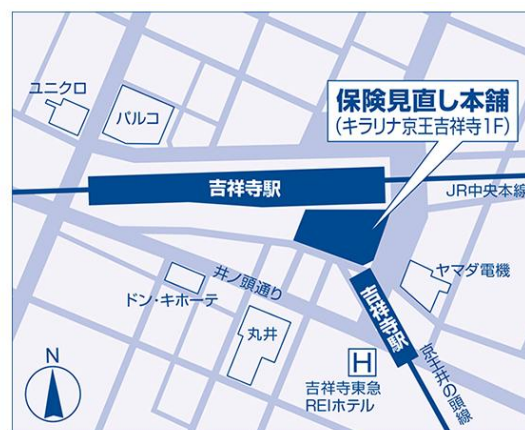 ユニクロ
パルコ
保険見直し本舗
(キラリナ京王吉祥寺1F)
吉祥寺駅
JR中央本線
井ノ頭通り
ドン・キホーテ
ヤマダ電機
丸井
吉祥寺駅
京王井の頭線
N
H
吉祥寺東急
REIホテル